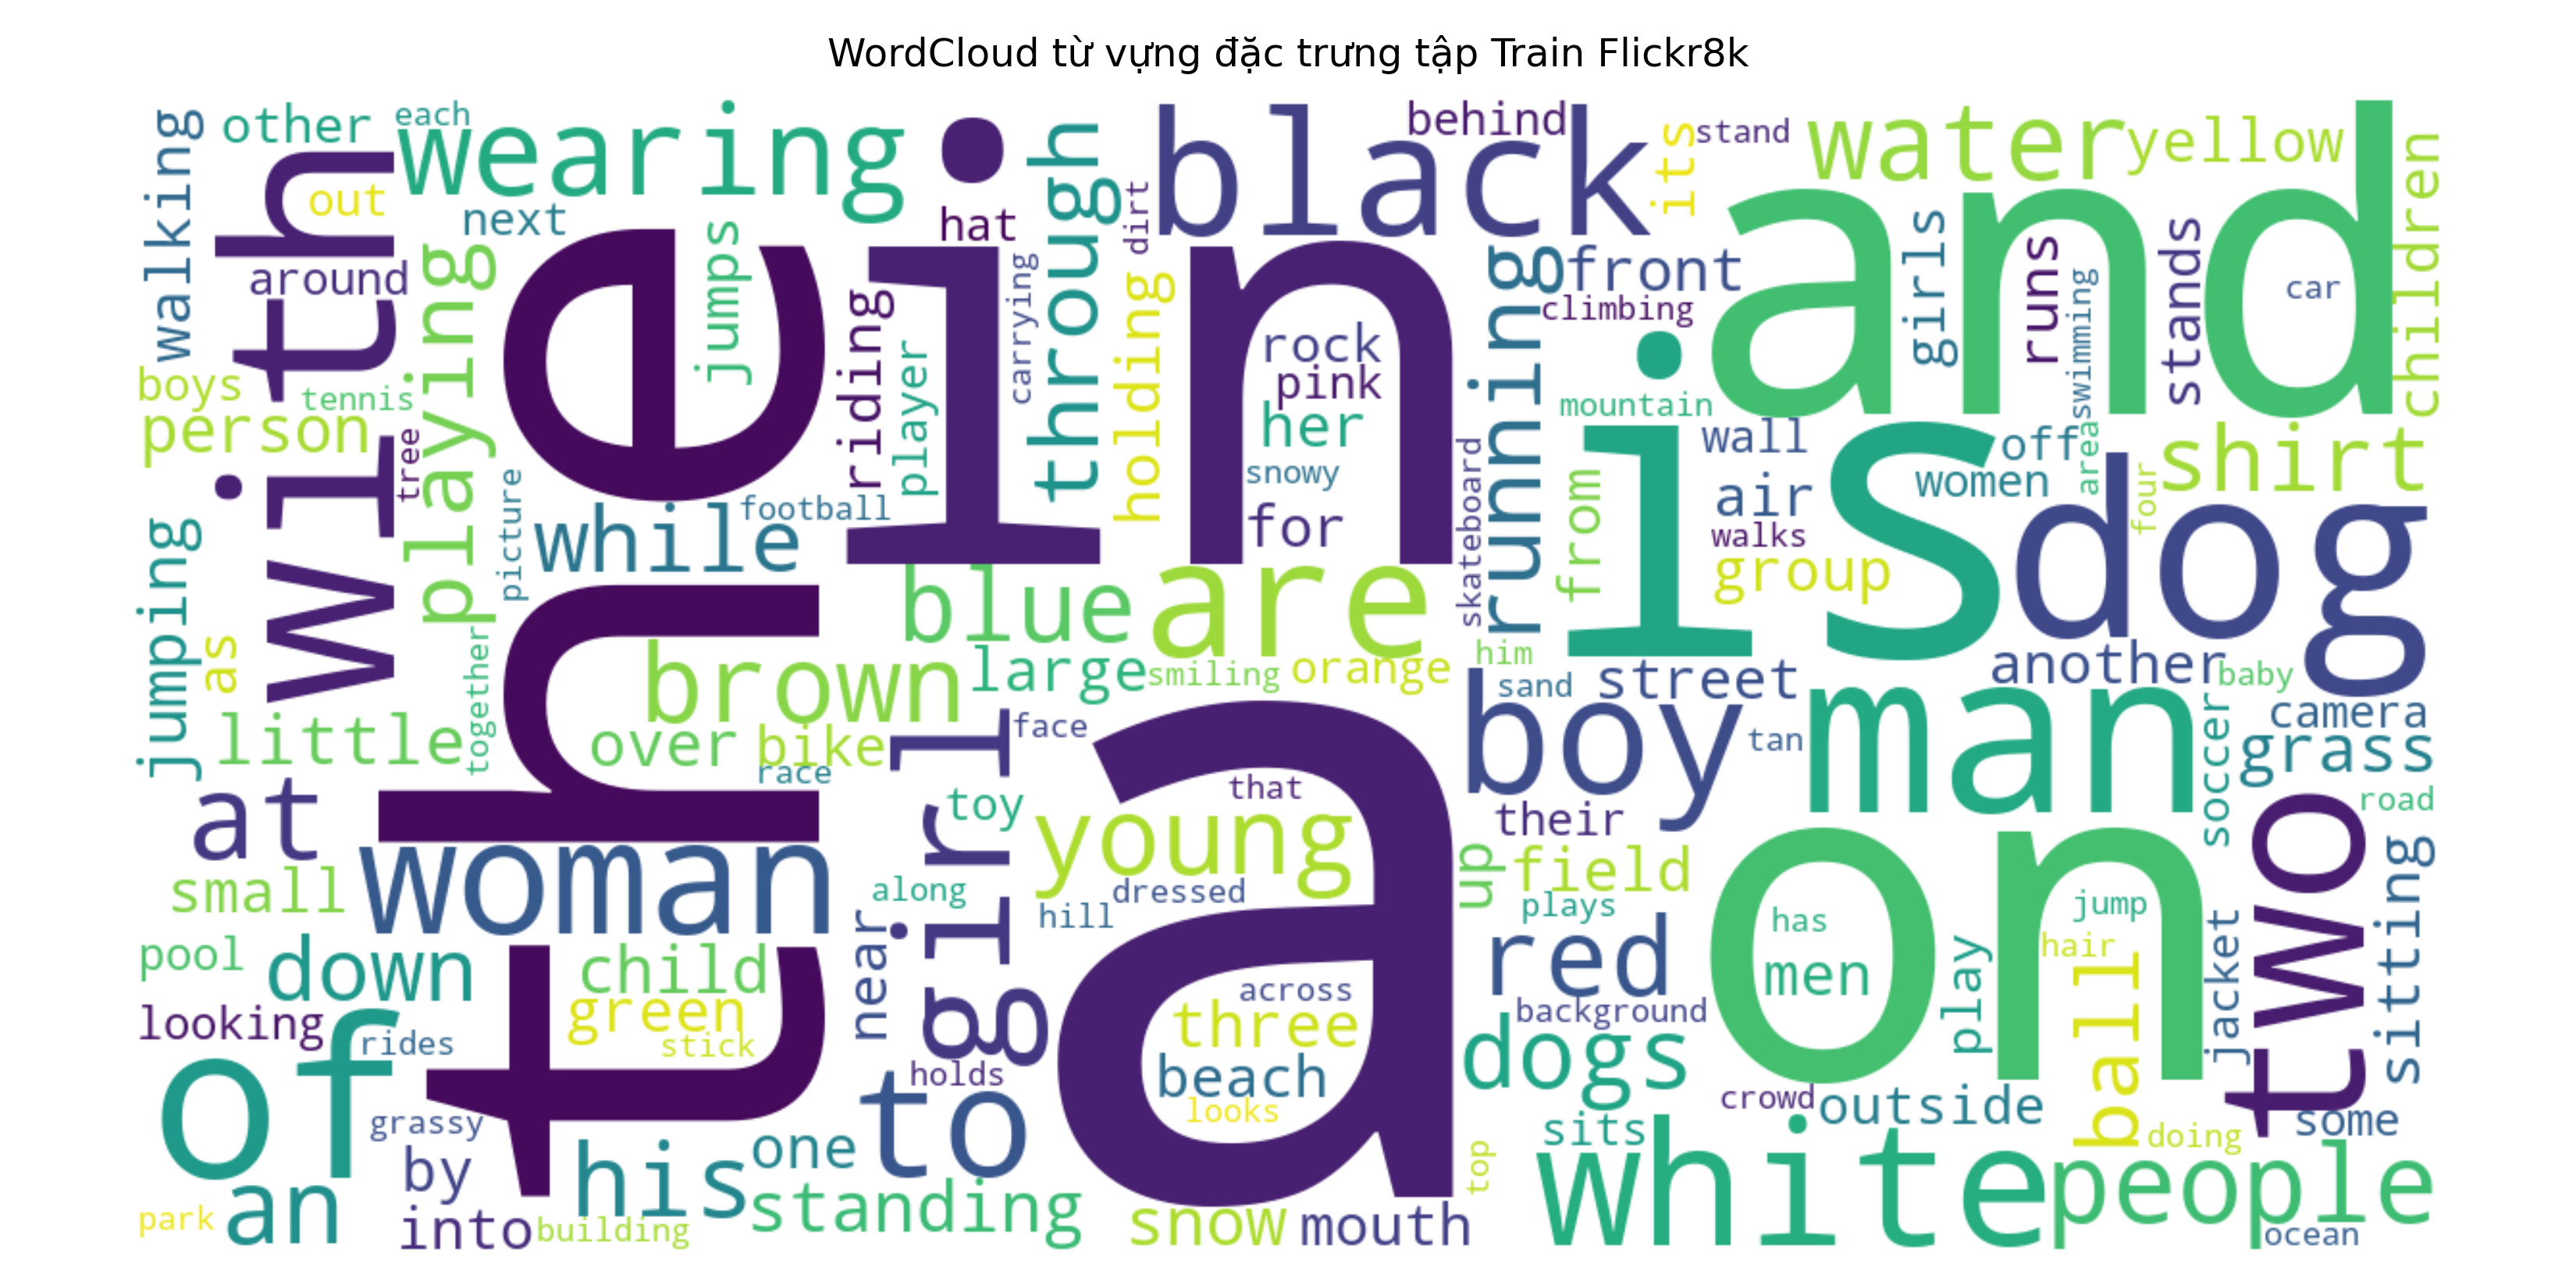 WordCloud từ vựng đặc trưng tập Train Flickr8k
walking
other
each
wearing
with
out
next
around
the
jumps
playing
in
hat
through
dirt
black
behind
its
stand
water
yellow
and
children
girls
runs
swimming
stands
car
riding
player
carrying
holding
rock
pink
her
snowy
for
running
front
climbing
is
mountain
wall
off
area
women
air
walks
group
from
four
shirt
dog
skateboard
boys
tennis
person
tree
picture
football
while
jumping
as
together
little
blue
are
brown
large
smiling
orange
him
sand
street
another
baby
over
bike
race
girl
face
a
that
toy
young
boy
tan
man
soccer
camera
grass
road
their
at
woman
small
along
dressed
hill
up
field
plays
on
has
men
jump
hair
two
sitting
pool
down
child
near
green
stick
looking
rides
of
across
three
beach
looks
red
background
dogs
play
ball
jacket
holds
to
crowd
outside
some
grassy
by
his
one
standing
sits
top
white
doing
people
an
park
into
building
snow
mouth
ocean